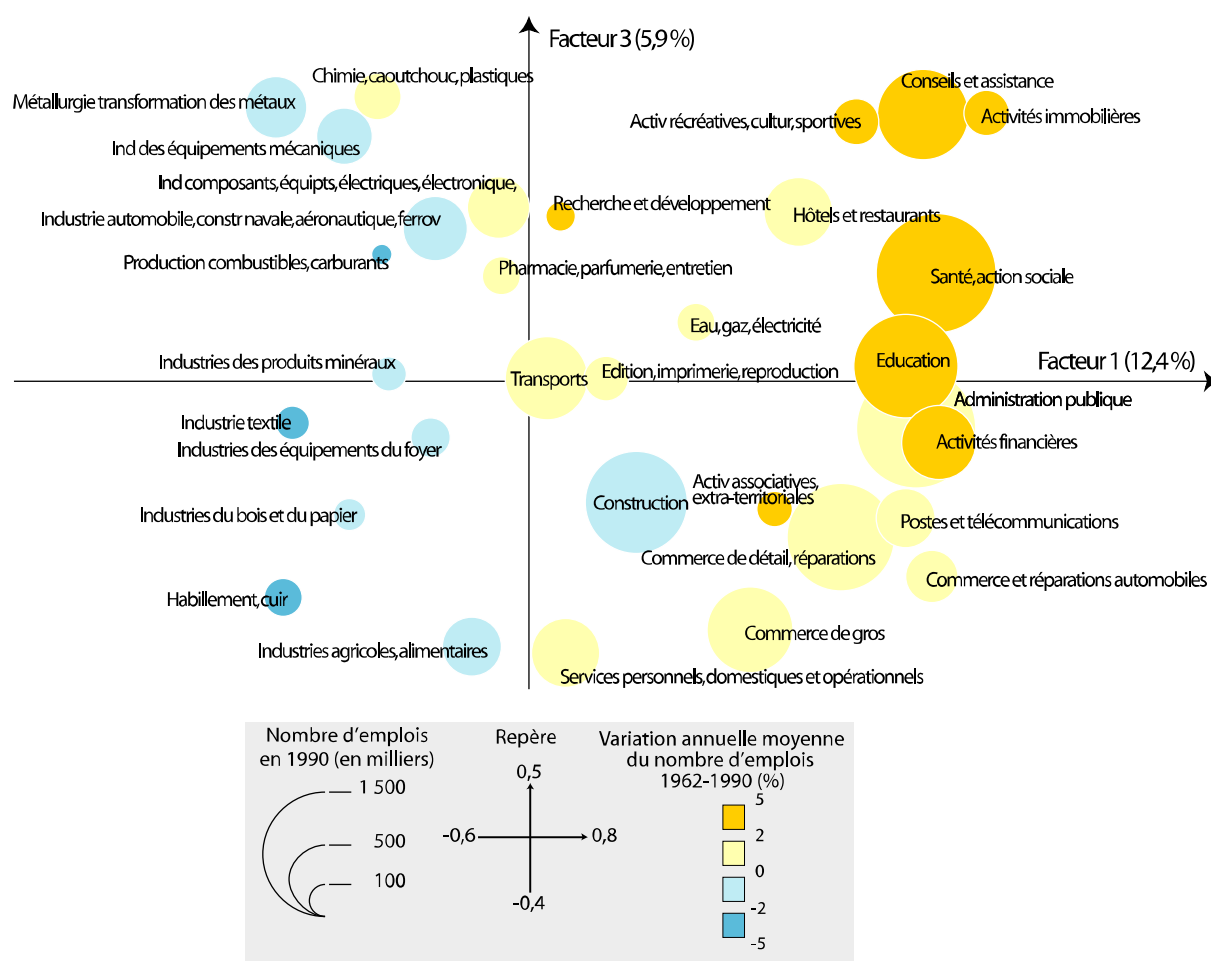 Facteur 3 (5,9 %)
Chimie, caoutchouc, plastiques
Conseils et assistance
Métallurgie transformation des métaux
Activ récréatives, cultur, sportives
Activités immobilières
Ind des équipements mécaniques
Ind composants, équipts, électriques, électronique,
Recherche et développement
Hôtels et restaurants
Industrie automobile, constr navale, aéronautique, ferrov
Production combustibles, carburants
Pharmacie, parfumerie, entretien
Santé, action sociale
Eau, gaz, électricité
Industries des produits minéraux
Transports
Edition, imprimerie, reproduction
Education
Facteur 1 (12,4 %)
Administration publique
Industrie textile
Industries des équipements du foyer
Activités financières
Activ associatives,
extra-territoriales
Construction
Industries du bois et du papier
Postes et télécommunications
Commerce de détail, réparations
Commerce et réparations automobiles
Habillement, cuir
Commerce de gros
Industries agricoles, alimentaires
Services personnels, domestiques et opérationnels
Nombre d'emplois
en 1990 (en milliers)
1 500
500
100
Repère
0,5
-0,6
0,8
-0,4
Variation annuelle moyenne
du nombre d'emplois
1962-1990 (%)
5
2
0
-2
-5